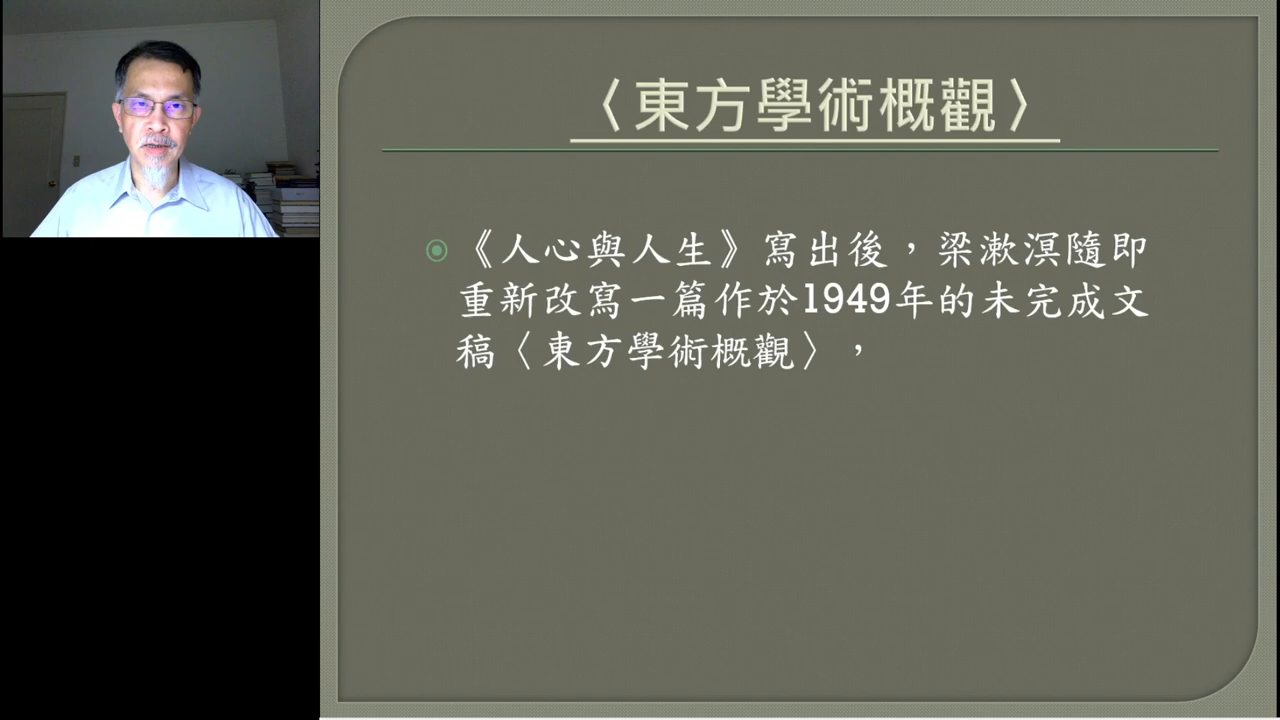 〈東方學術概觀〉
《人心與人生》寫出後，梁漱溟隨即
重新改寫一篇作於1949年的未完成文
稿〈東方學術概觀〉，